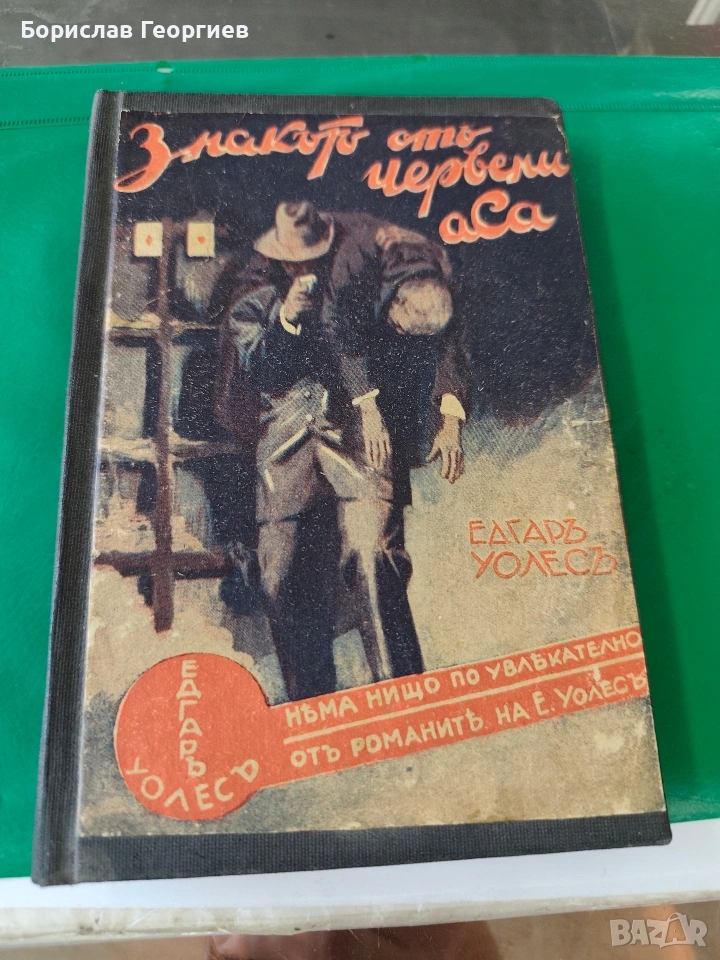 Борислав Георгиев
Знакътъ отъ
червени
аса
ЕДГАРЪ
УОЛЕСЪ
ЕДГАРЪ
УОЛЕСЪ
НѢМА НИЩО ПО УВЛѢКАТЕЛНО
ОТЪ РОМАНИТѢ НА Е. УОЛЕСЪ
BAZAR